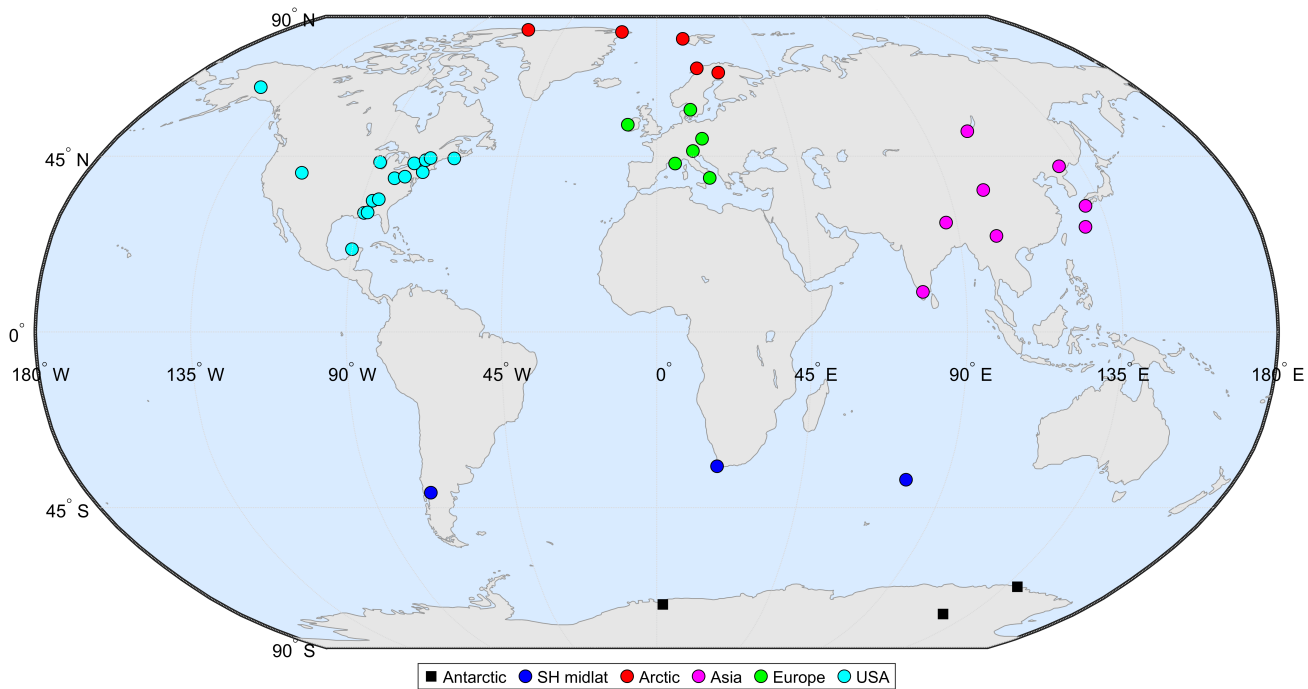 90° N
45° N
0°
180° W 135° W 90° W 45° W 0° 45° E 90° E 135° E 180° E
45° S
90° S
Antarctic SH midlat Arctic Asia Europe USA